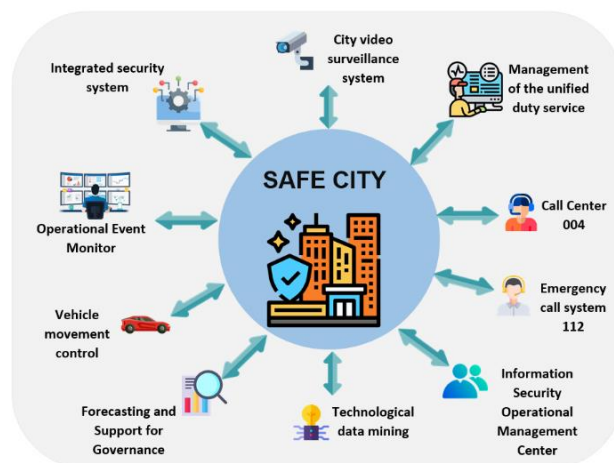 City video
surveillance
system
Integrated security
system
Management
of the unified
duty service
SAFE CITY
Call Center
004
Operational Event
Monitor
Emergency
call system
112
Vehicle
movement
control
Information
Security
Operational
Management
Center
Forecasting and
Support for
Governance
Technological
data mining